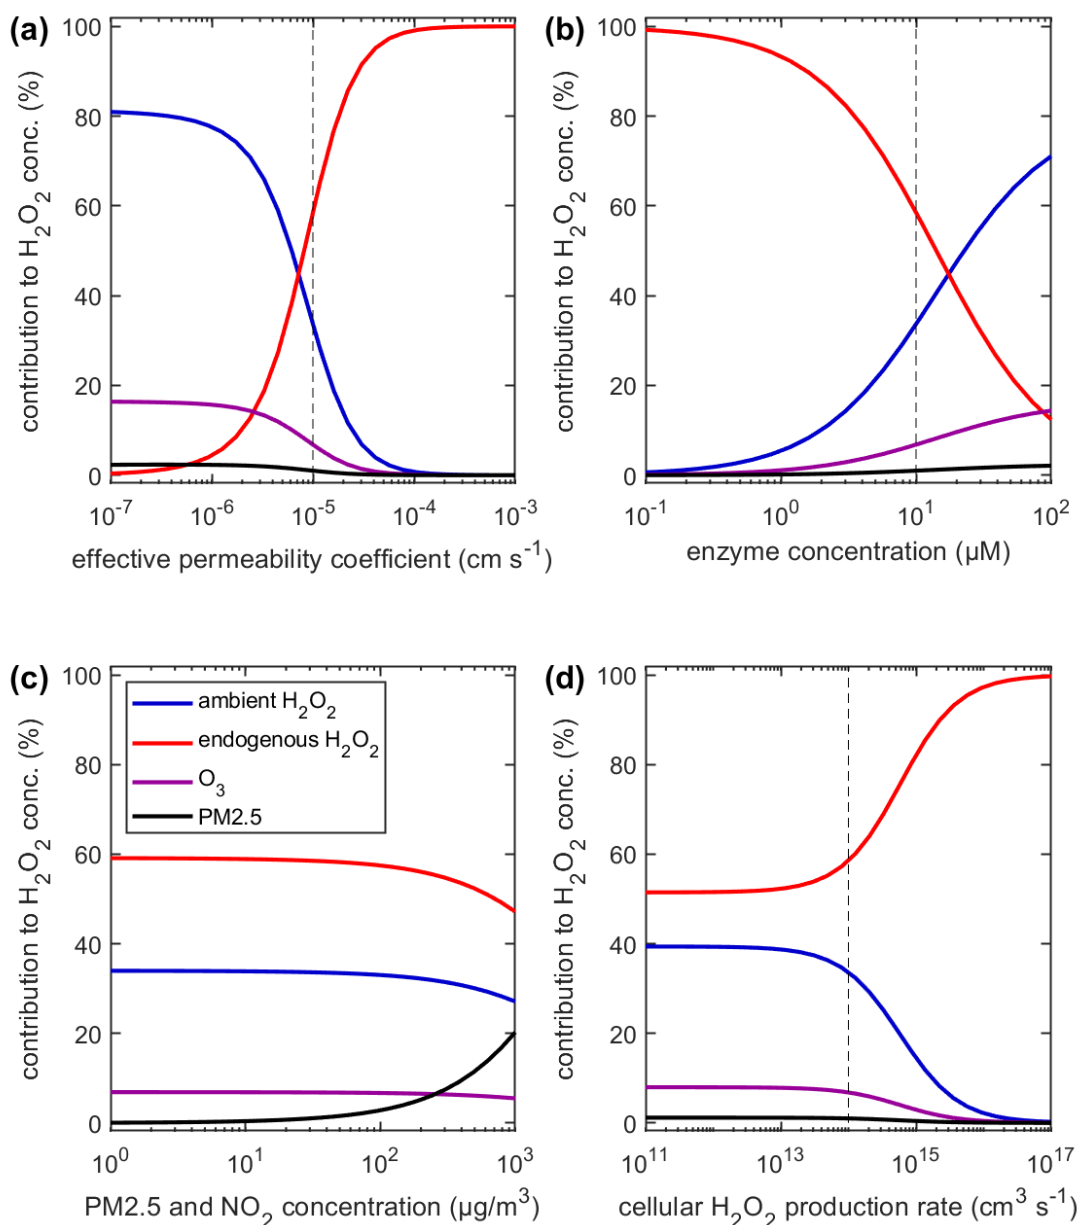 (a)
contribution to H2O2 conc. (%)
100
80
60
40
20
0
10-7
10-6
10-5
10-4
10-3
effective permeability coefficient (cm s-1)
(b)
contribution to H2O2 conc. (%)
100
80
60
40
20
0
10-1
100
101
102
enzyme concentration (µM)
(c)
contribution to H2O2 conc. (%)
100
80
60
40
20
0
ambient H2O2
endogenous H2O2
O3
PM2.5
100
101
102
103
PM2.5 and NO2 concentration (µg/m3)
(d)
contribution to H2O2 conc. (%)
100
80
60
40
20
0
1011
1013
1015
1017
cellular H2O2 production rate (cm3 s-1)